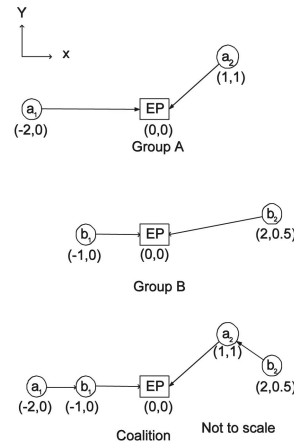 Y
x
a₂
(1,1)
a₁
EP
(-2,0)
(0,0)
Group A
b₁
EP
b₂
(-1,0)
(0,0)
(2,0.5)
Group B
a₂
(1,1)
a₁
b₁
EP
b₂
(-2,0)
(-1,0)
(0,0)
(2,0.5)
Coalition
Not to scale